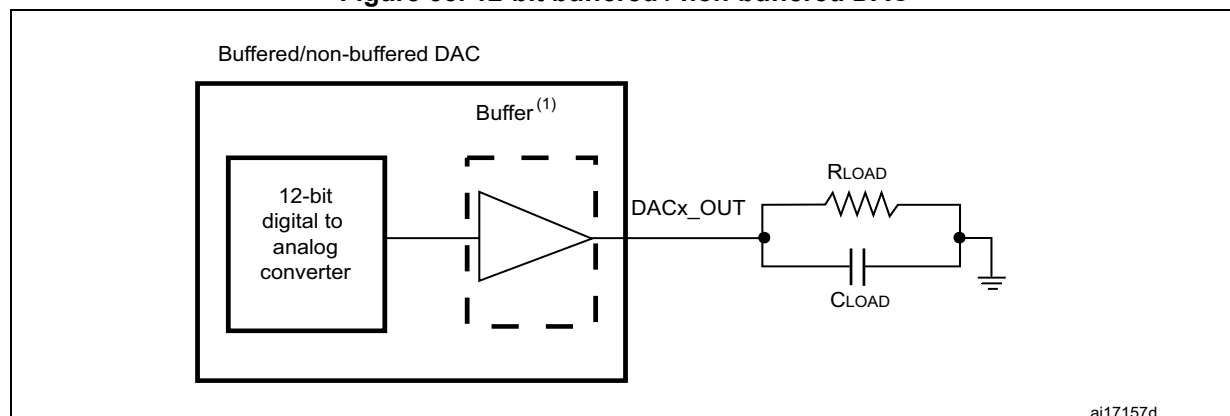 Buffered/non-buffered DAC
Buffer (1)
12-bit
digital to
analog
converter
DACx_OUT
RLOAD
CLOAD
ai17157d